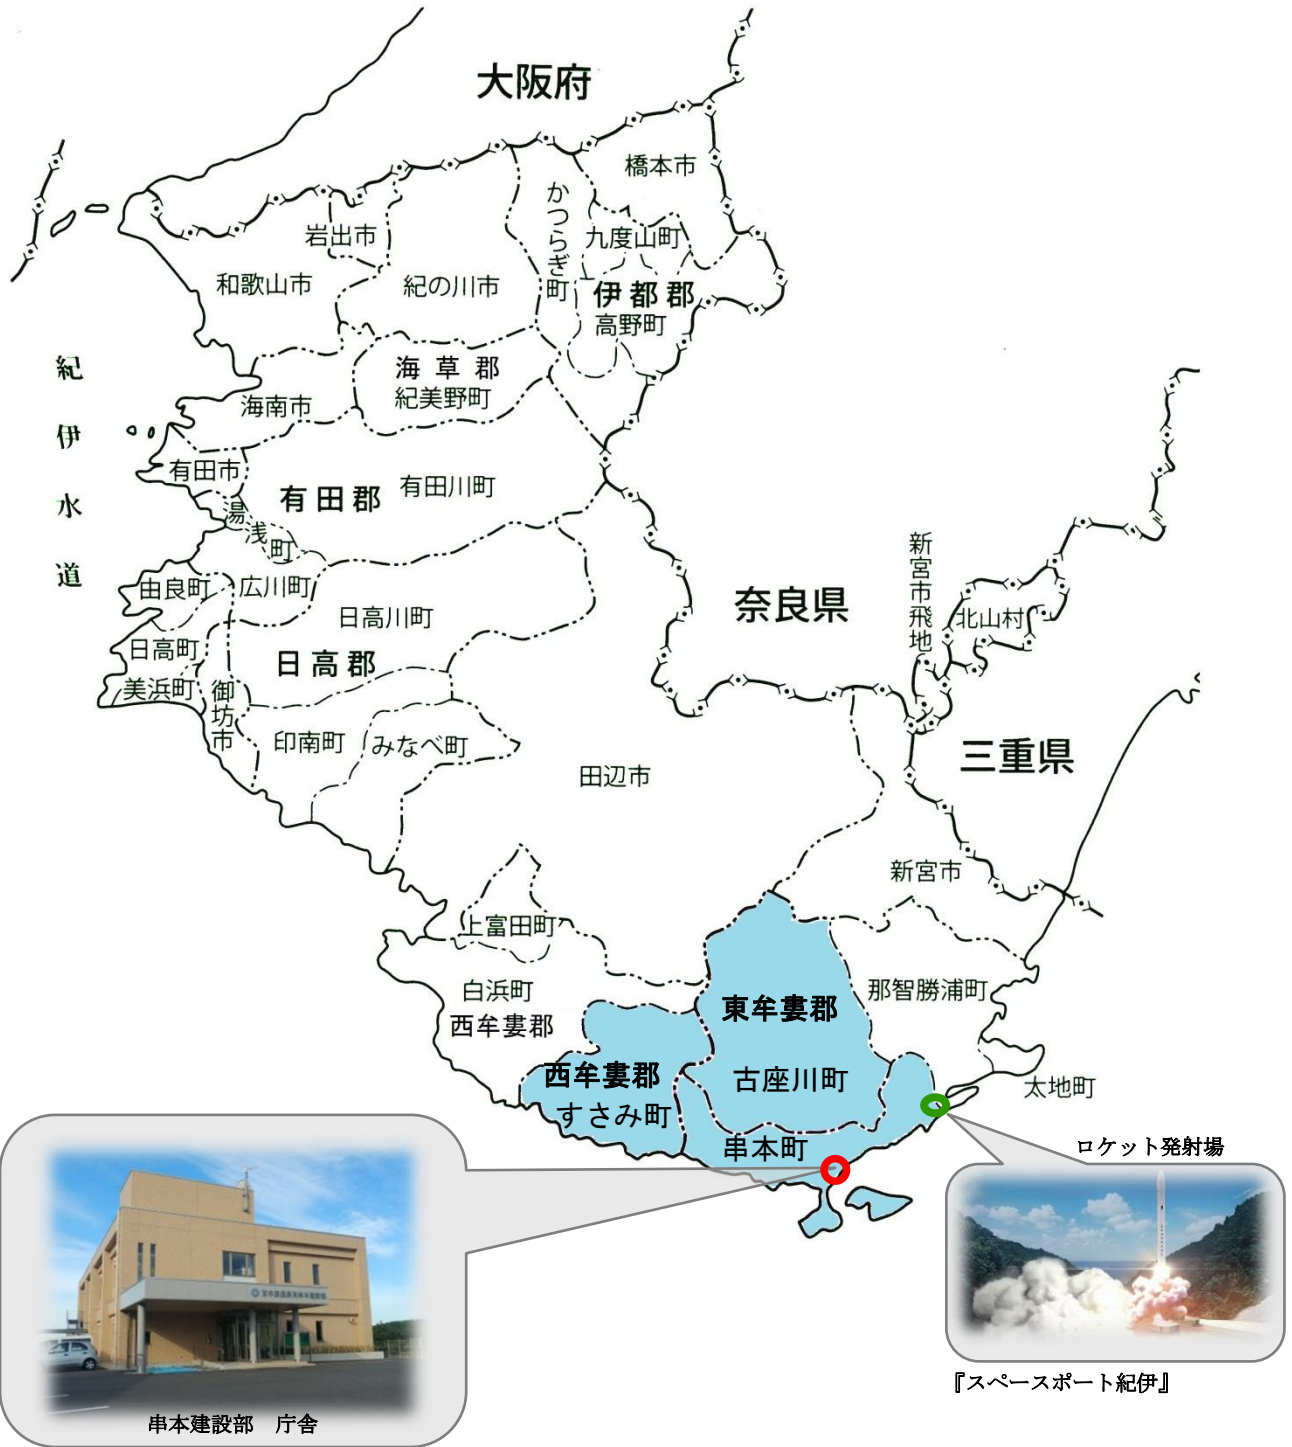 大阪府
橋本市
かつらぎ町
九度山町
岩出市
和歌山市
紀の川市
伊都郡
高野町
紀伊水道
海草郡
紀美野町
海南市
有田市
有田郡
有田川町
湯浅町
新宮市飛地
由良町
広川町
奈良県
北山村
日高川町
日高町
日高郡
美浜町
御坊市
印南町
みなべ町
三重県
田辺市
新宮市
上富田町
白浜町
西牟婁郡
那智勝浦町
東牟婁郡
西牟婁郡
すさみ町
古座川町
太地町
串本町
ロケット発射場
『スペースポート紀伊』
串本建設部　庁舎